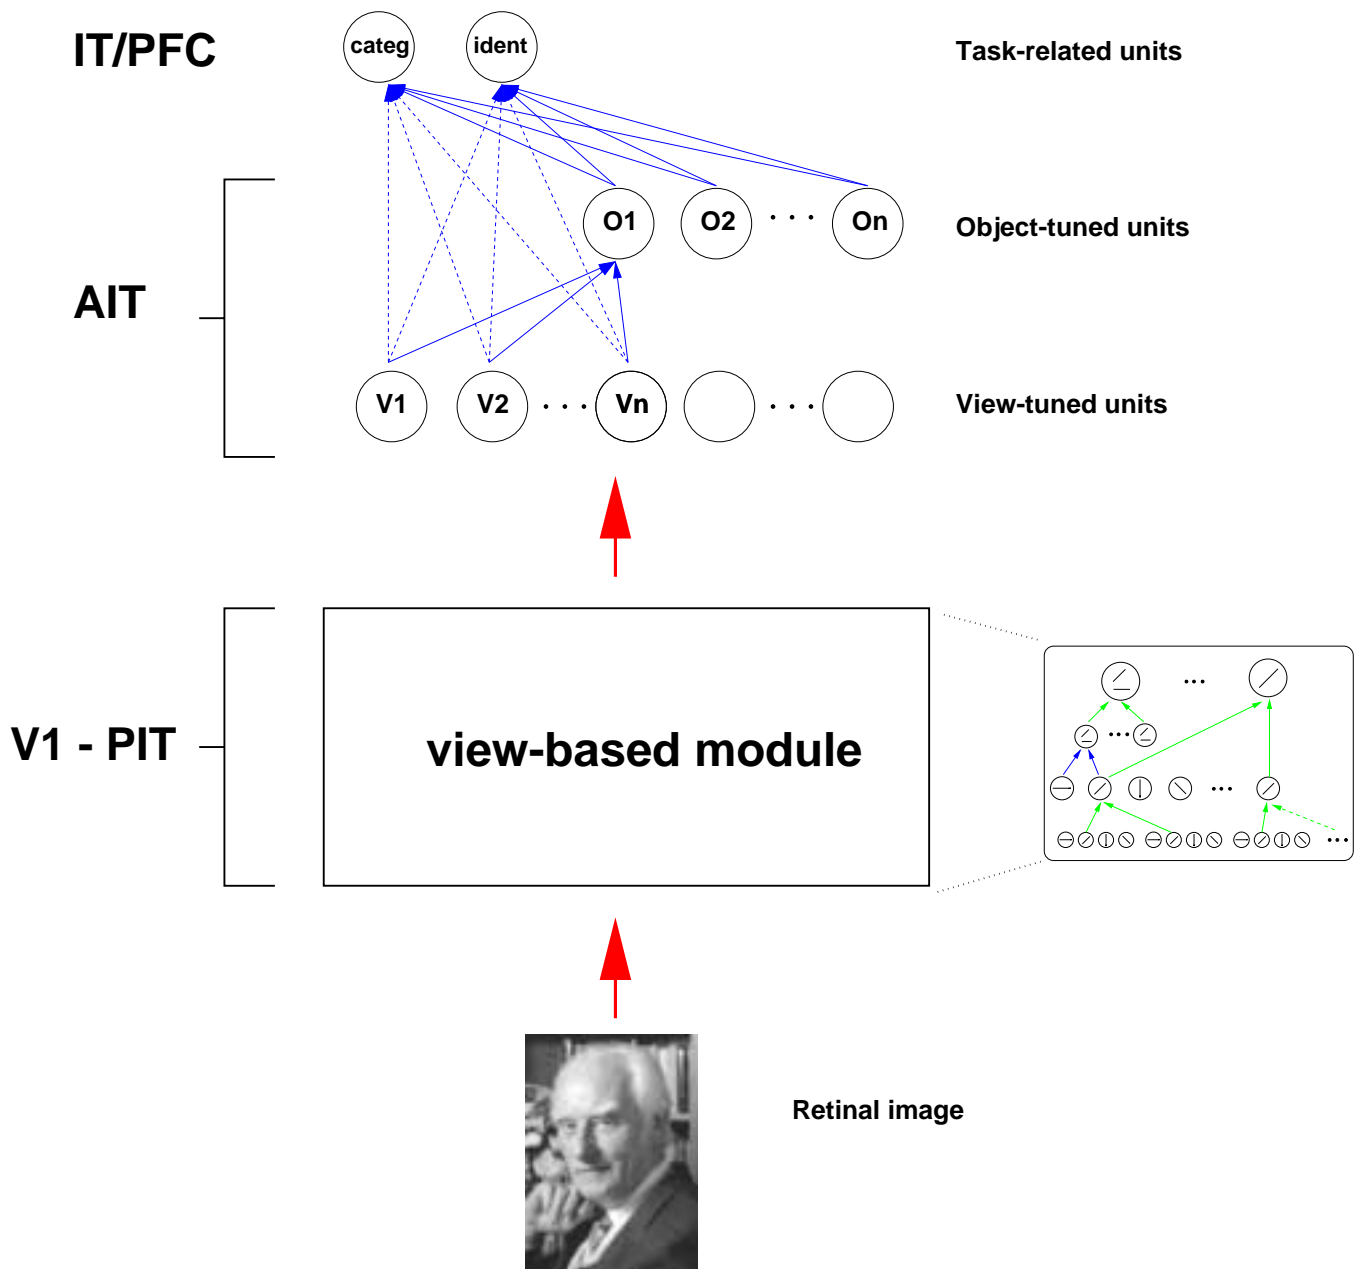 IT/PFC categ ident Task-related units
O1 O2 · · · On Object-tuned units
AIT
V1 V2 · · · Vn · · · View-tuned units
V1 - PIT view-based module
Retinal image